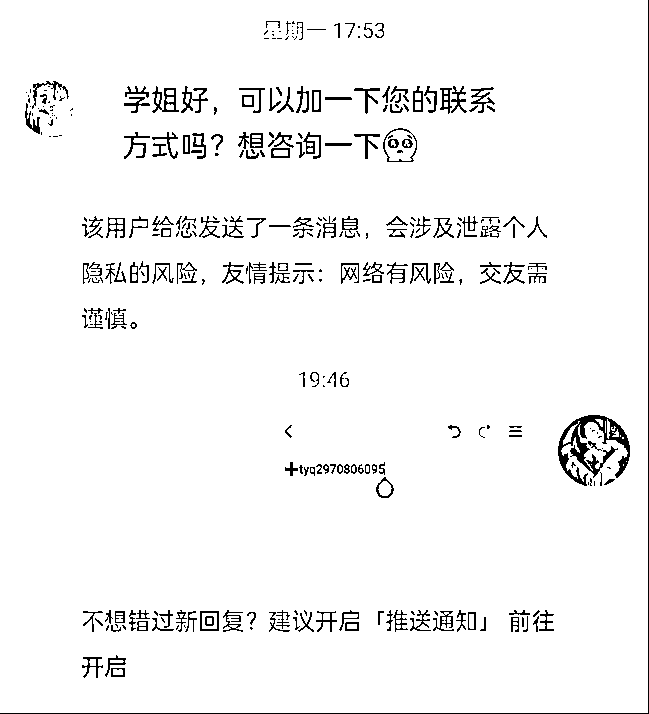 星期一 17:53
学姐好，可以加一下您的联系
方式吗？想咨询一下🥺
该用户给您发送了一条消息，会涉及泄露个人
隐私的风险，友情提示：网络有风险，交友需
谨慎。
19:46
+tyq2970806095
不想错过新回复？建议开启「推送通知」 前往
开启